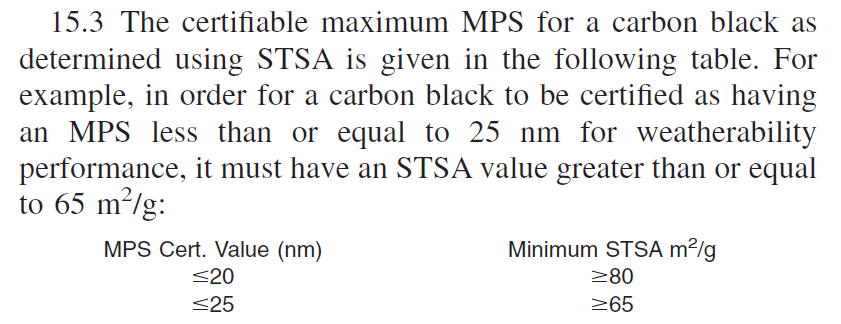 15.3 The certifiable maximum MPS for a carbon black as
determined using STSA is given in the following table. For
example, in order for a carbon black to be certified as having
an MPS less than or equal to 25 nm for weatherability
performance, it must have an STSA value greater than or equal
to 65 m²/g:
MPS Cert. Value (nm) Minimum STSA m²/g
≤20 ≥80
≤25 ≥65